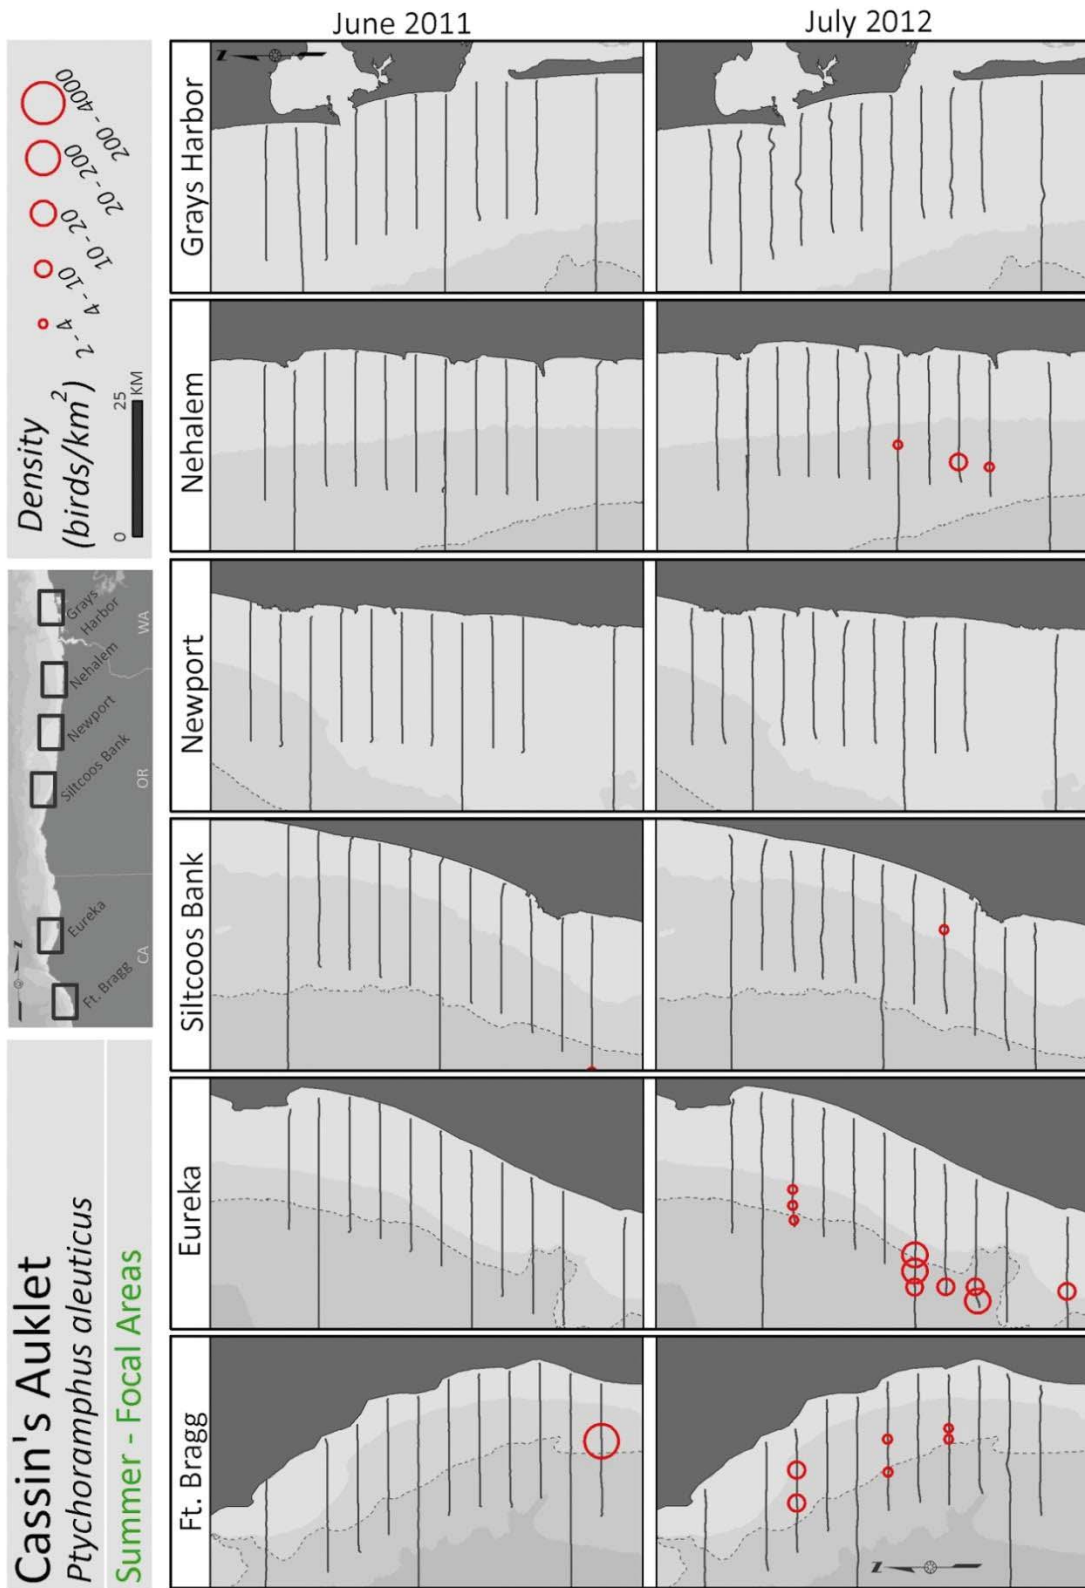 Cassin's Auklet
Ptychoramphus aleuticus
Summer - Focal Areas
N
Ft. Bragg
Eureka
Siltcoos Bank
Newport
Nehalem
Grays
Harbor
CA
OR
WA
Density
(birds/km²)
2 - 4
4 - 10
10 - 20
20 - 200
200 - 4000
0
25
KM
June 2011
July 2012
Grays Harbor
N
Nehalem
Newport
Siltcoos Bank
Eureka
Ft. Bragg
N